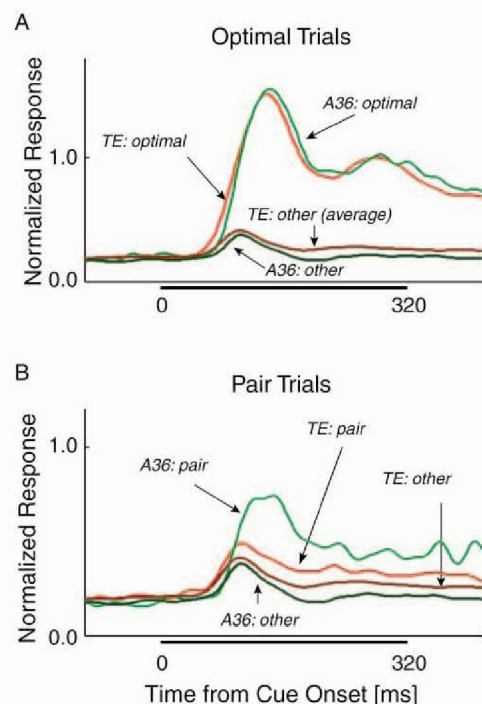 A
Optimal Trials
Normalized Response
1.0
0.0
A36: optimal
TE: optimal
TE: other (average)
A36: other
0
320
B
Pair Trials
Normalized Response
1.0
0.0
TE: pair
A36: pair
TE: other
A36: other
0
320
Time from Cue Onset [ms]